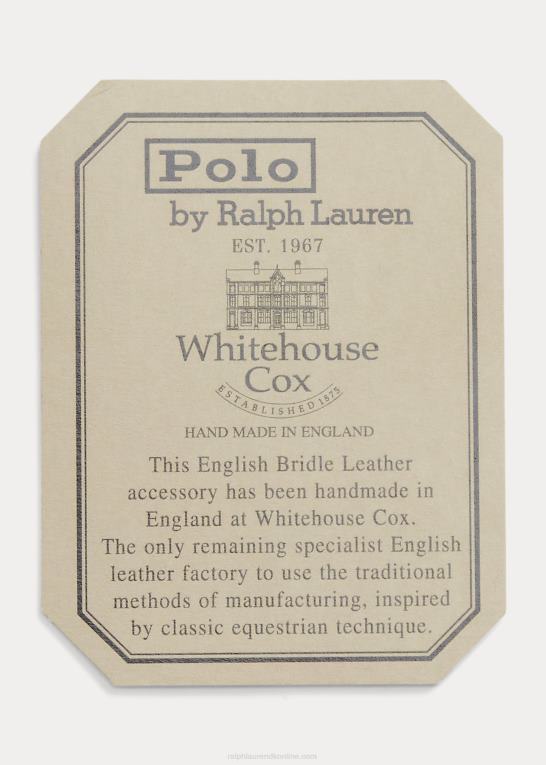 Polo
by Ralph Lauren
EST. 1967
Whitehouse
Cox
ESTABLISHED 1875
HAND MADE IN ENGLAND
This English Bridle Leather
accessory has been handmade in
England at Whitehouse Cox.
The only remaining specialist English
leather factory to use the traditional
methods of manufacturing, inspired
by classic equestrian technique.
ralphlaurendkonline.com